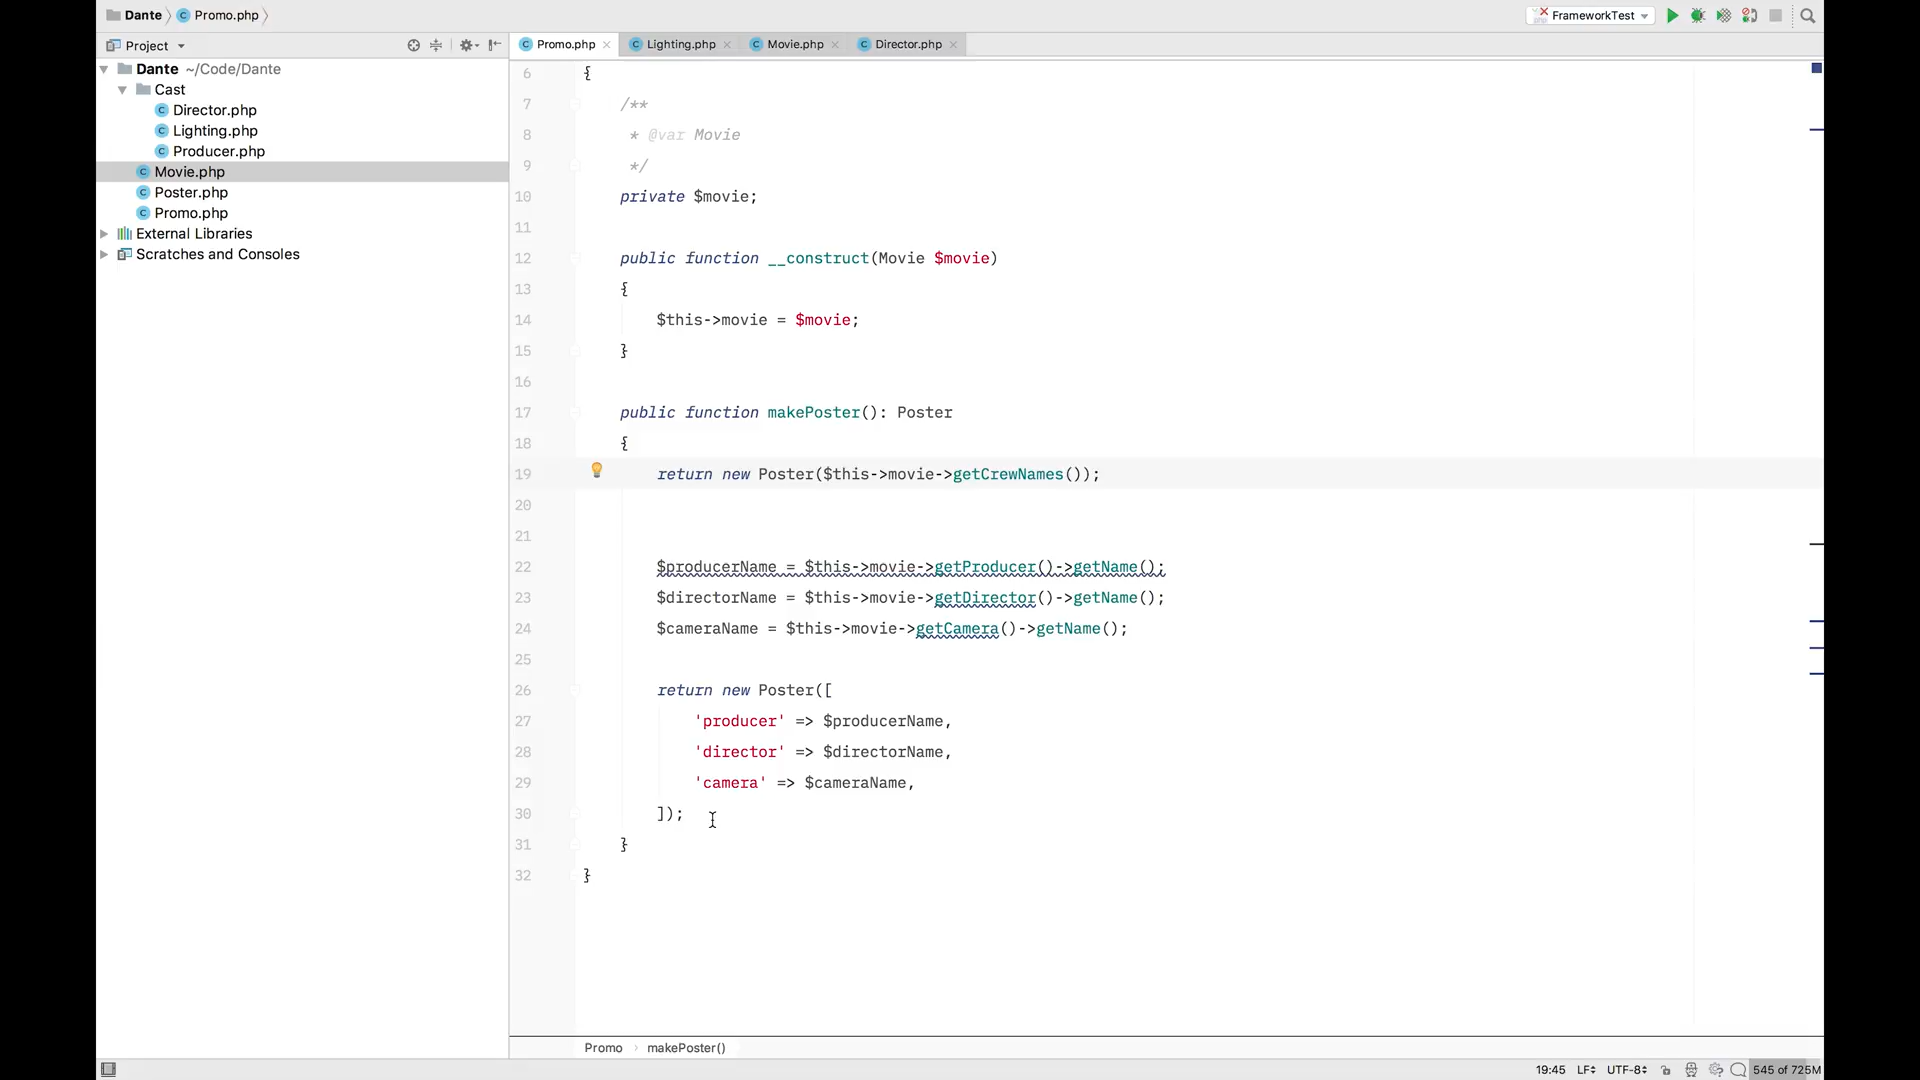 Dante Promo.php FrameworkTest
Project
Promo.php Lighting.php Movie.php Director.php
Dante ~/Code/Dante
Cast
Director.php
Lighting.php
Producer.php
Movie.php
Poster.php
Promo.php
External Libraries
Scratches and Consoles
6 {
7 /**
8 * @var Movie
9 */
10 private $movie;
11
12 public function __construct(Movie $movie)
13 {
14 $this->movie = $movie;
15 }
16
17 public function makePoster(): Poster
18 {
19 return new Poster($this->movie->getCrewNames());
20
21
22 $producerName = $this->movie->getProducer()->getName();
23 $directorName = $this->movie->getDirector()->getName();
24 $cameraName = $this->movie->getCamera()->getName();
25
26 return new Poster([
27 'producer' => $producerName,
28 'director' => $directorName,
29 'camera' => $cameraName,
30 ]);
31 }
32 }
Promo › makePoster()
19:45 LF UTF-8 545 of 725M